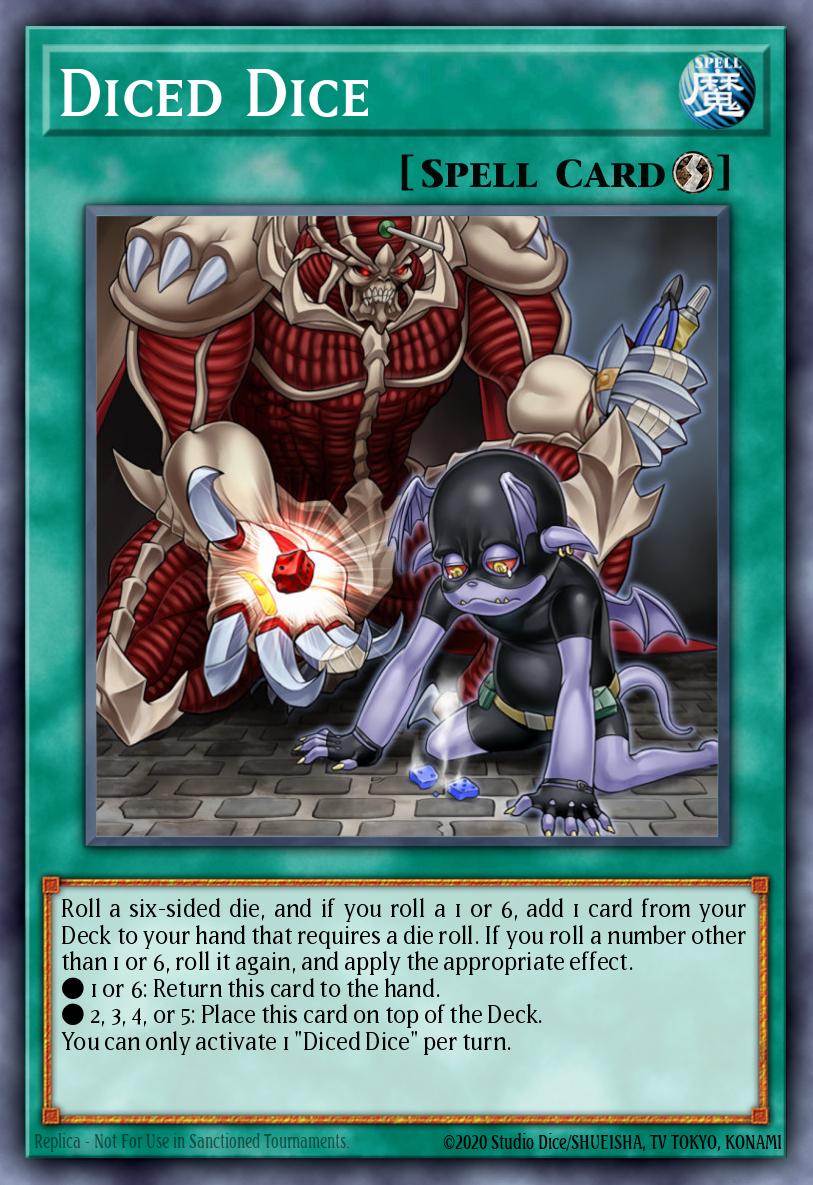 Diced Dice
SPELL
魔
[Spell Card]
Roll a six-sided die, and if you roll a 1 or 6, add 1 card from your
Deck to your hand that requires a die roll. If you roll a number other
than 1 or 6, roll it again, and apply the appropriate effect.
● 1 or 6: Return this card to the hand.
● 2, 3, 4, or 5: Place this card on top of the Deck.
You can only activate 1 "Diced Dice" per turn.
Replica - Not For Use in Sanctioned Tournaments.
©2020 Studio Dice/SHUEISHA, TV TOKYO, KONAMI